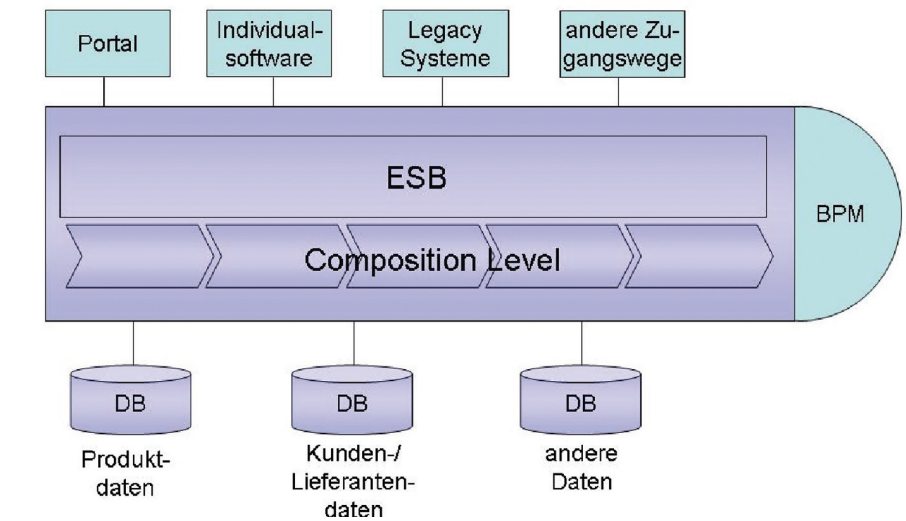 Portal
Individual-
software
Legacy
Systeme
andere Zu-
gangswege
ESB
BPM
Composition Level
DB
DB
DB
Produkt-
daten
Kunden-/
Lieferanten-
daten
andere
Daten